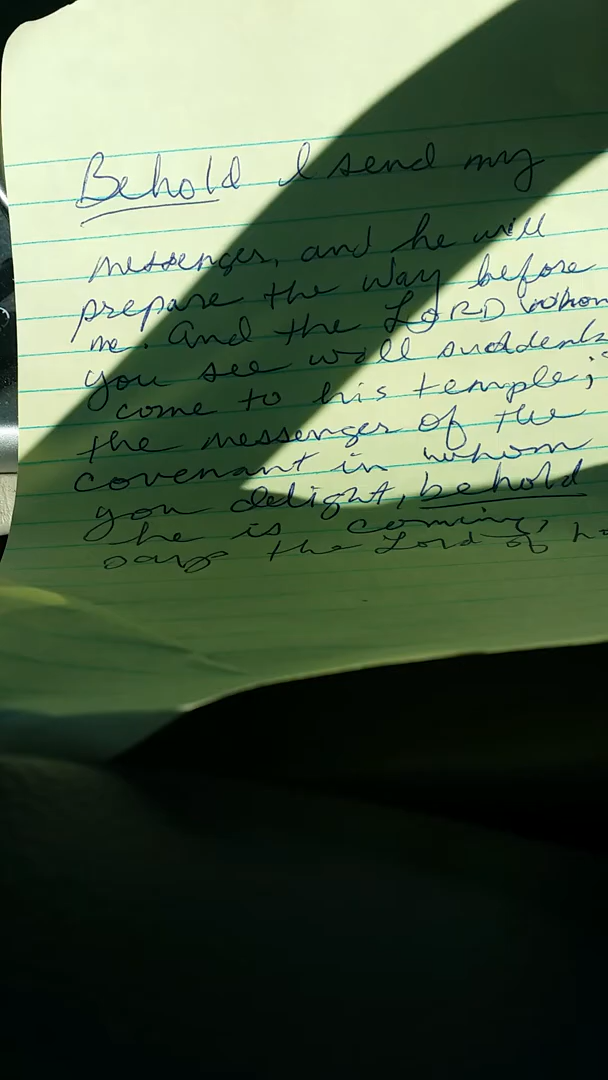 Behold I send my
messenger, and he will
prepare the way before
me. And the LORD whom
you see will suddenly
come to his temple;
the messenger of the
covenant in whom
you delight, behold
he is coming,
says the Lord of